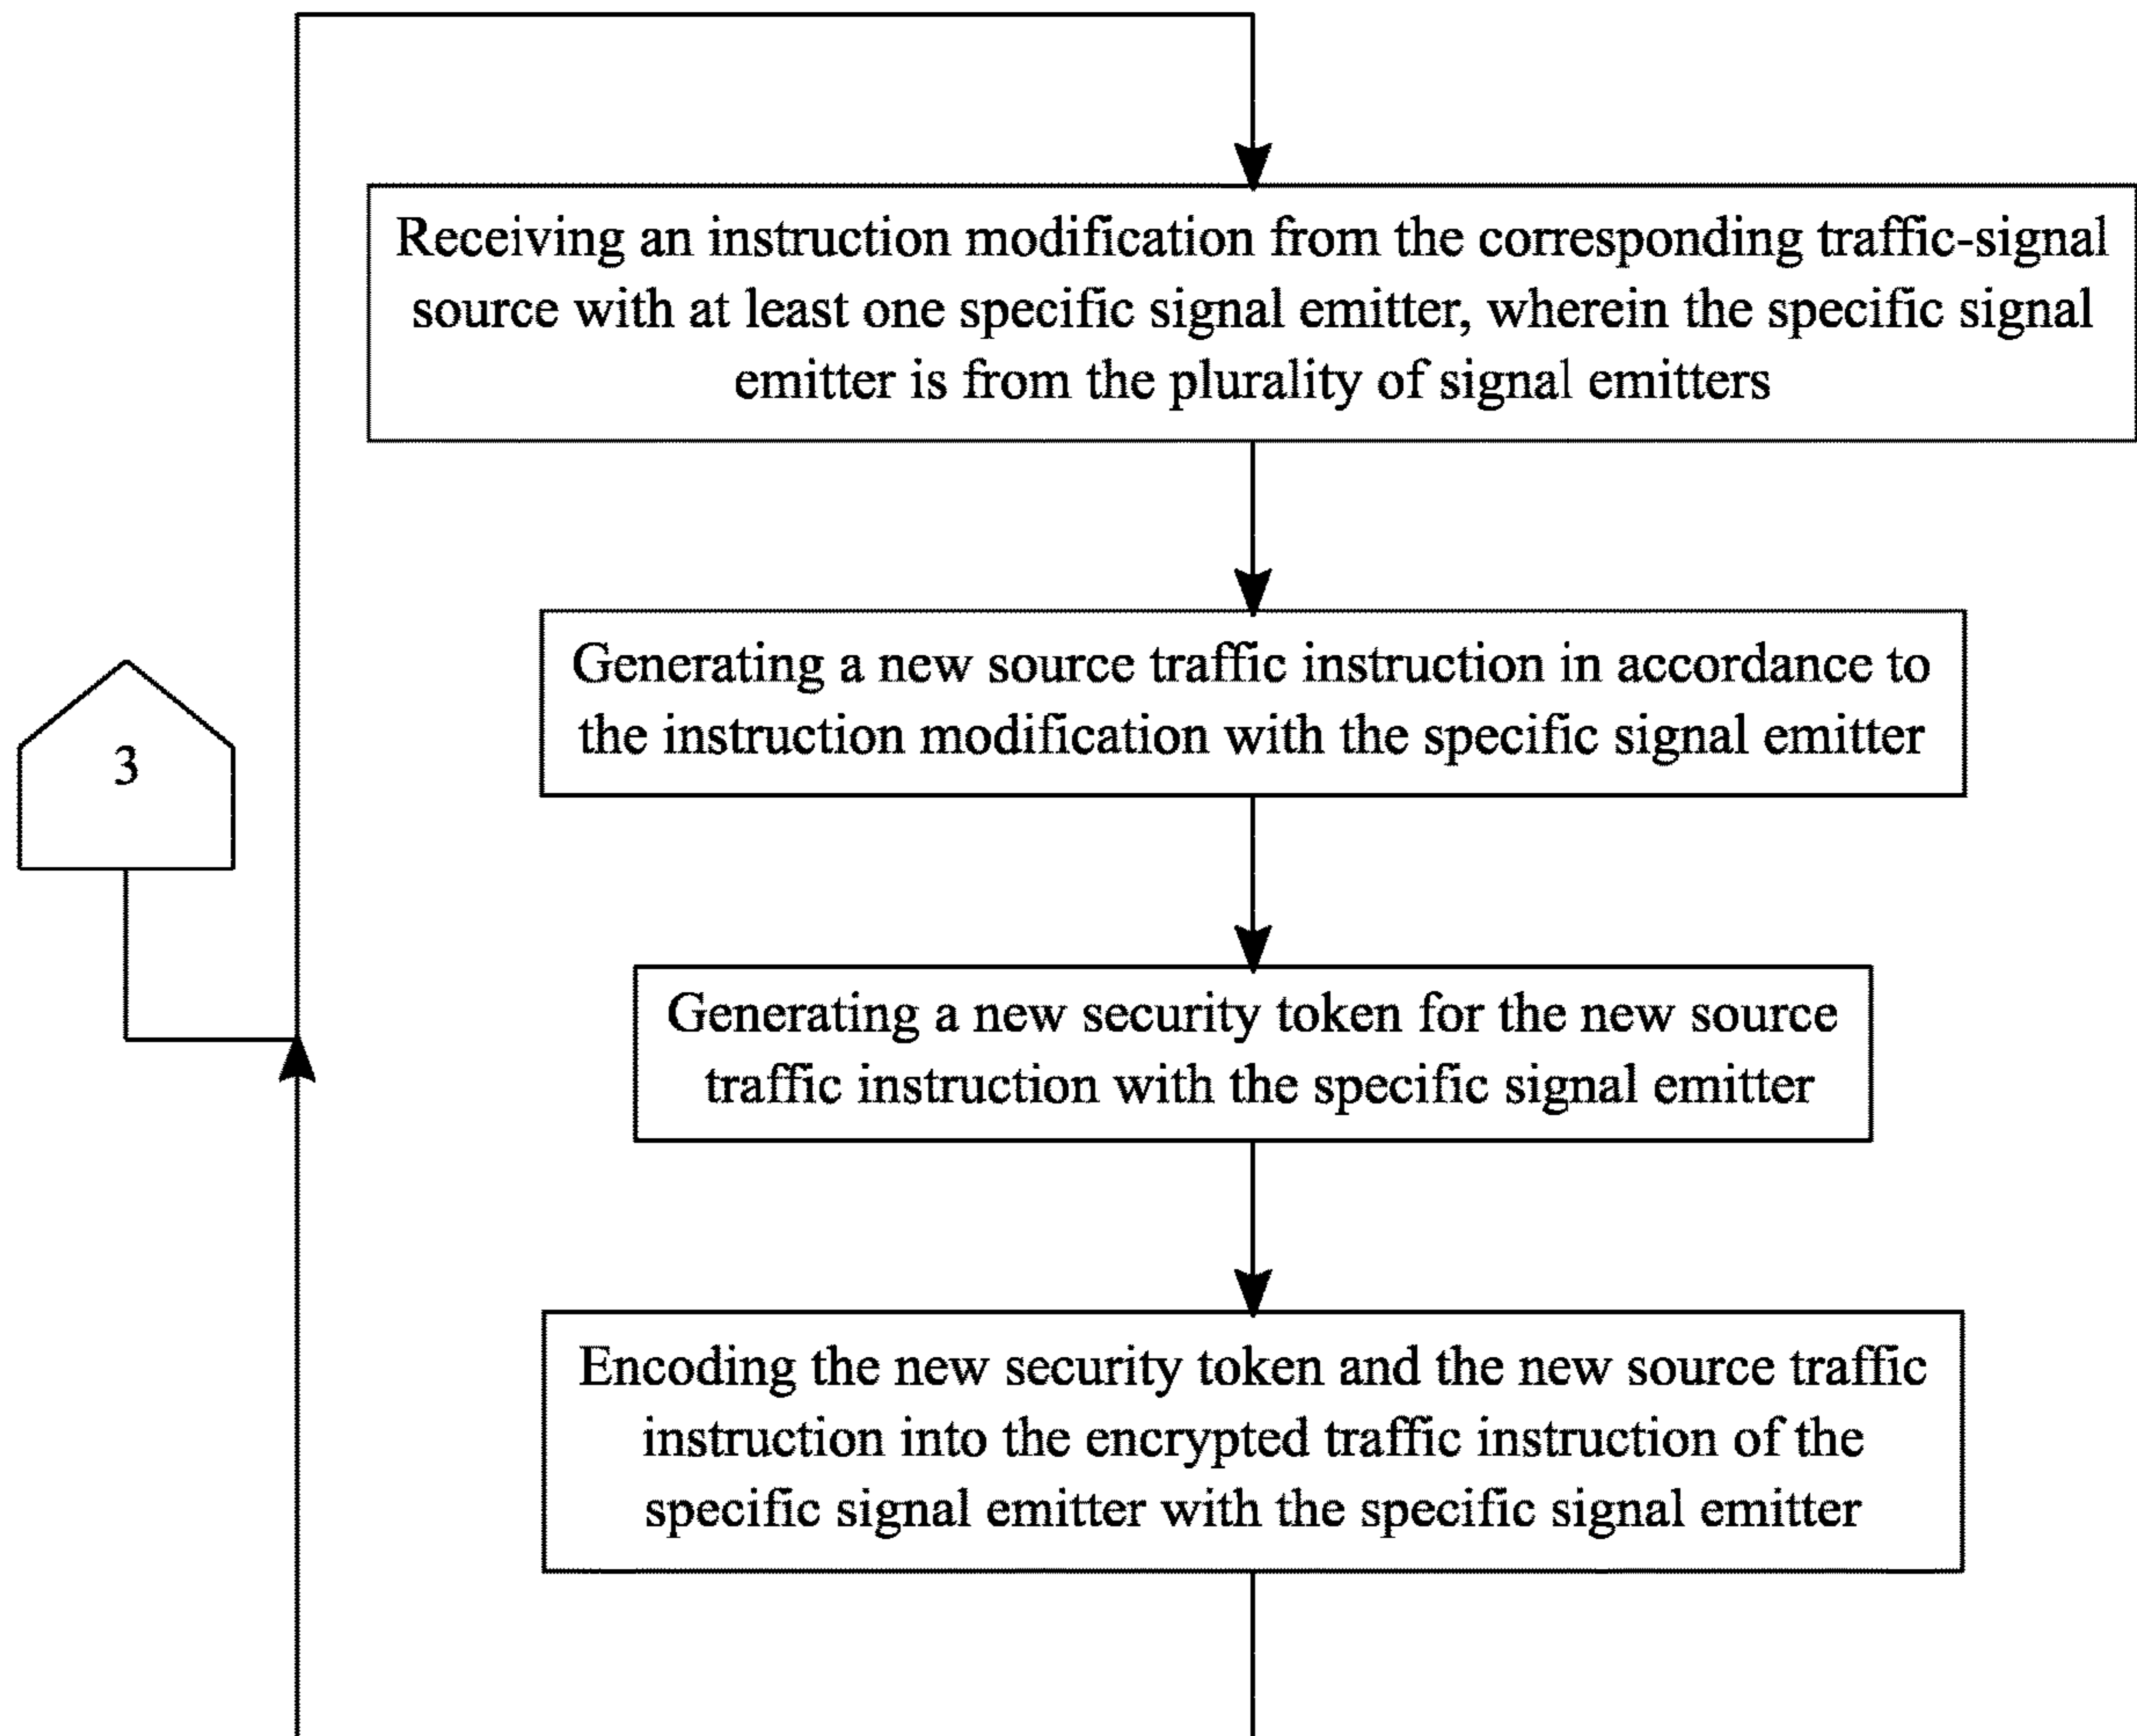 Receiving an instruction modification from the corresponding traffic-signal
source with at least one specific signal emitter, wherein the specific signal
emitter is from the plurality of signal emitters
Generating a new source traffic instruction in accordance to
the instruction modification with the specific signal emitter
3
Generating a new security token for the new source
traffic instruction with the specific signal emitter
Encoding the new security token and the new source traffic
instruction into the encrypted traffic instruction of the
specific signal emitter with the specific signal emitter